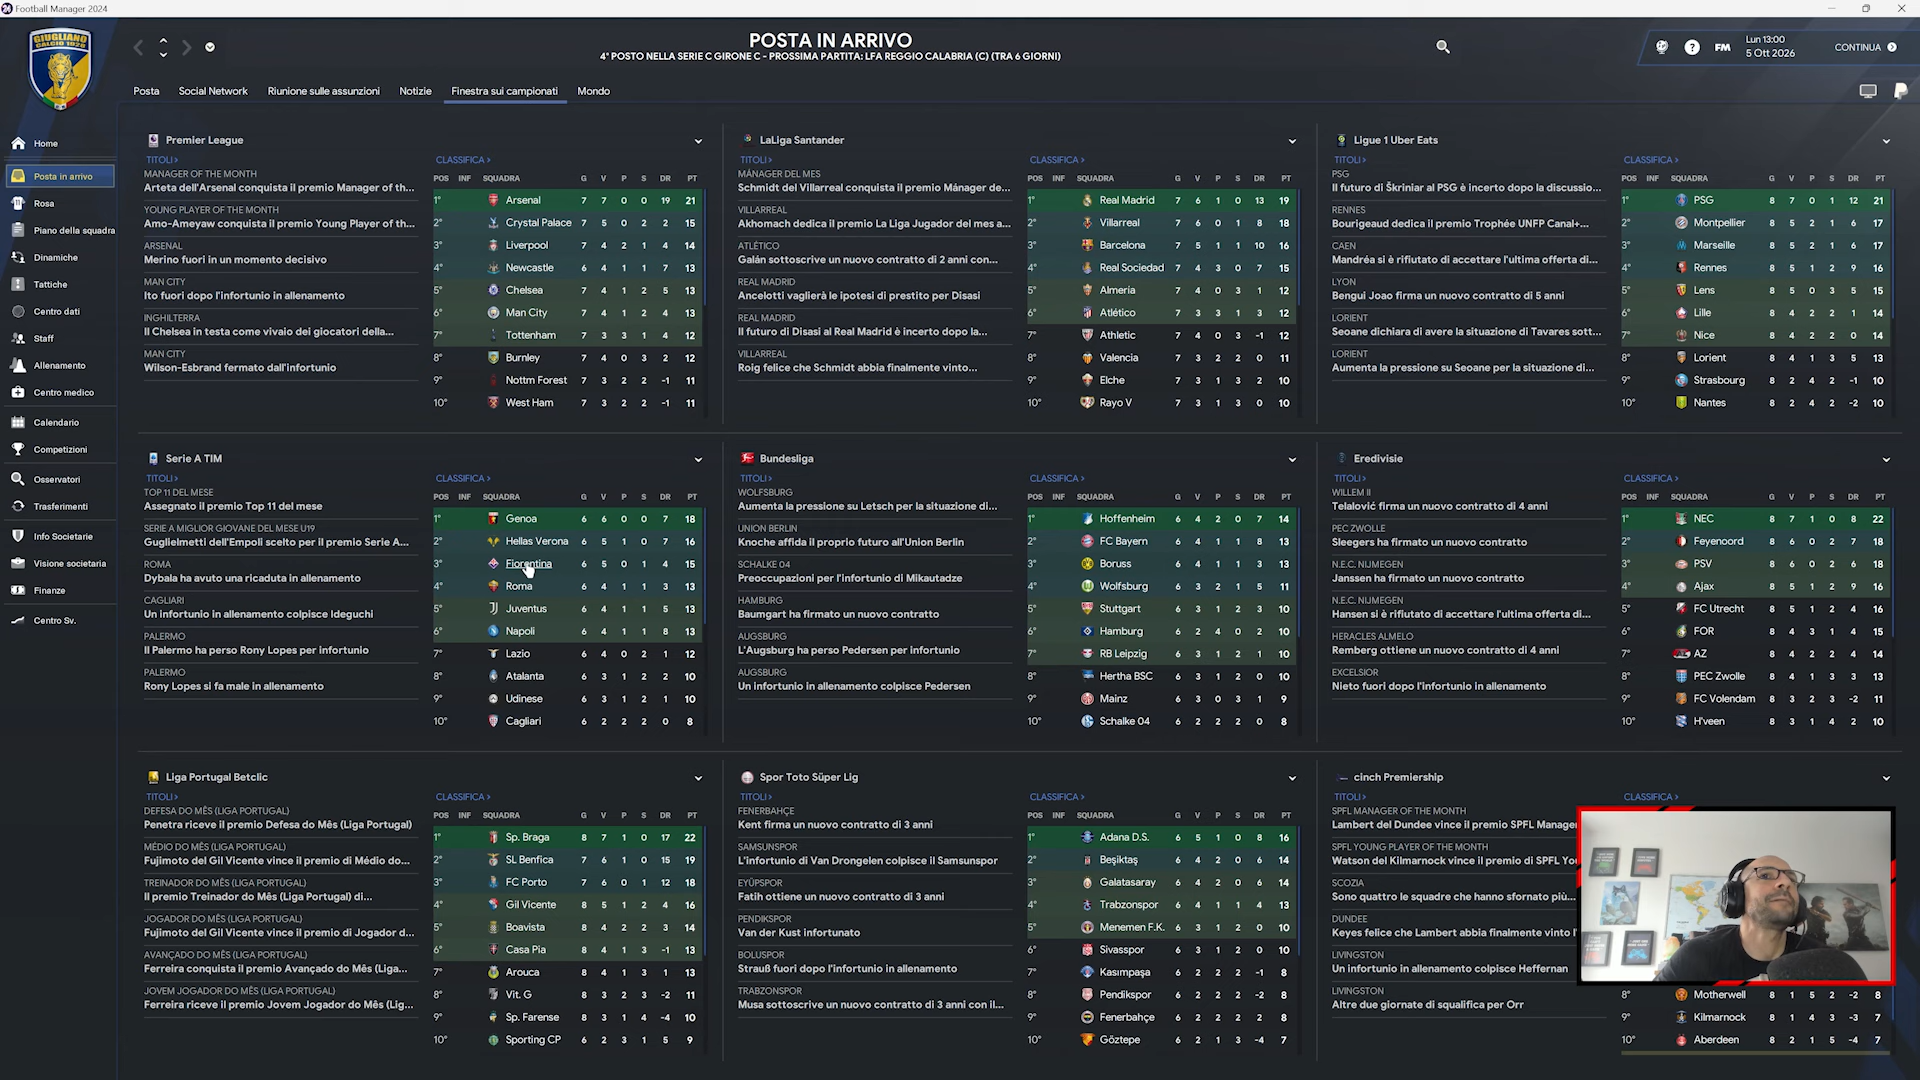 Football Manager 2024
GIUGLIANO
CALCIO 1928
POSTA IN ARRIVO
4° POSTO NELLA SERIE C GIRONE C - PROSSIMA PARTITA: LFA REGGIO CALABRIA (C) (TRA 6 GIORNI)
FM
Lun 13:00
5 Ott 2026
CONTINUA
Posta
Social Network
Riunione sulle assunzioni
Notizie
Finestra sui campionati
Mondo
Home
Posta in arrivo
Rosa
Piano della squadra
Dinamiche
Tattiche
Centro dati
Staff
Allenamento
Centro medico
Calendario
Competizioni
Osservatori
Trasferimenti
Info Societarie
Visione societaria
Finanze
Centro Sv.
Premier League
TITOLI >
MANAGER OF THE MONTH
Arteta dell'Arsenal conquista il premio Manager of th...
YOUNG PLAYER OF THE MONTH
Amo-Ameyaw conquista il premio Young Player of th...
ARSENAL
Merino fuori in un momento decisivo
MAN CITY
Ito fuori dopo l'infortunio in allenamento
INGHILTERRA
Il Chelsea in testa come vivaio dei giocatori della...
MAN CITY
Wilson-Esbrand fermato dall'infortunio
CLASSIFICA >
POS INF SQUADRA G V P S DR PT
1° Arsenal 7 7 0 0 19 21
2° Crystal Palace 7 5 0 2 2 15
3° Liverpool 7 4 2 1 4 14
4° Newcastle 6 4 1 1 7 13
5° Chelsea 7 4 1 2 5 13
6° Man City 7 4 1 2 4 13
7° Tottenham 7 3 3 1 4 12
8° Burnley 7 4 0 3 2 12
9° Nottm Forest 7 3 2 2 -1 11
10° West Ham 7 3 2 2 -1 11
LaLiga Santander
TITOLI >
MÁNAGER DEL MES
Schmidt del Villarreal conquista il premio Mánager de...
VILLARREAL
Akhomach dedica il premio La Liga Jugador del mes a...
ATLÉTICO
Galán sottoscrive un nuovo contratto di 2 anni con...
REAL MADRID
Ancelotti vaglierà le ipotesi di prestito per Disasi
REAL MADRID
Il futuro di Disasi al Real Madrid è incerto dopo la...
VILLARREAL
Roig felice che Schmidt abbia finalmente vinto...
CLASSIFICA >
POS INF SQUADRA G V P S DR PT
1° Real Madrid 7 6 1 0 13 19
2° Villarreal 7 6 0 1 8 18
3° Barcelona 7 5 1 1 10 16
4° Real Sociedad 7 4 3 0 7 15
5° Almeria 7 4 0 3 1 12
6° Atlético 7 3 3 1 3 12
7° Athletic 7 4 0 3 -1 12
8° Valencia 7 3 2 2 0 11
9° Elche 7 3 1 3 2 10
10° Rayo V 7 3 1 3 0 10
Ligue 1 Uber Eats
TITOLI >
PSG
Il futuro di Škriniar al PSG è incerto dopo la discussio...
RENNES
Bourigeaud dedica il premio Trophée UNFP Canal+...
CAEN
Mandréa si è rifiutato di accettare l'ultima offerta di...
LYON
Bengui Joao firma un nuovo contratto di 5 anni
LORIENT
Seoane dichiara di avere la situazione di Tavares sott...
LORIENT
Aumenta la pressione su Seoane per la situazione di...
CLASSIFICA >
POS INF SQUADRA G V P S DR PT
1° PSG 8 7 0 1 12 21
2° Montpellier 8 5 2 1 6 17
3° Marseille 8 5 2 1 6 17
4° Rennes 8 5 1 2 9 16
5° Lens 8 5 0 3 5 15
6° Lille 8 4 2 2 1 14
7° Nice 8 4 2 2 0 14
8° Lorient 8 4 1 3 5 13
9° Strasbourg 8 2 4 2 -1 10
10° Nantes 8 2 4 2 -2 10
Serie A TIM
TITOLI >
TOP 11 DEL MESE
Assegnato il premio Top 11 del mese
SERIE A MIGLIOR GIOVANE DEL MESE U19
Guglielmetti dell'Empoli scelto per il premio Serie A...
ROMA
Dybala ha avuto una ricaduta in allenamento
CAGLIARI
Un infortunio in allenamento colpisce Ideguchi
PALERMO
Il Palermo ha perso Rony Lopes per infortunio
PALERMO
Rony Lopes si fa male in allenamento
CLASSIFICA >
POS INF SQUADRA G V P S DR PT
1° Genoa 6 6 0 0 7 18
2° Hellas Verona 6 5 1 0 7 16
3° Fiorentina 6 5 0 1 4 15
4° Roma 6 4 1 1 3 13
5° Juventus 6 4 1 1 5 13
6° Napoli 6 4 1 1 8 13
7° Lazio 6 4 0 2 1 12
8° Atalanta 6 3 1 2 2 10
9° Udinese 6 3 1 2 1 10
10° Cagliari 6 2 2 2 0 8
Bundesliga
TITOLI >
WOLFSBURG
Aumenta la pressione su Letsch per la situazione di...
UNION BERLIN
Knoche affida il proprio futuro all'Union Berlin
SCHALKE 04
Preoccupazioni per l'infortunio di Mikautadze
HAMBURG
Baumgart ha firmato un nuovo contratto
AUGSBURG
L'Augsburg ha perso Pedersen per infortunio
AUGSBURG
Un infortunio in allenamento colpisce Pedersen
CLASSIFICA >
POS INF SQUADRA G V P S DR PT
1° Hoffenheim 6 4 2 0 7 14
2° FC Bayern 6 4 1 1 8 13
3° Boruss 6 4 1 1 3 13
4° Wolfsburg 6 3 2 1 5 11
5° Stuttgart 6 3 1 2 3 10
6° Hamburg 6 2 4 0 2 10
7° RB Leipzig 6 3 1 2 1 10
8° Hertha BSC 6 3 1 2 0 10
9° Mainz 6 3 0 3 1 9
10° Schalke 04 6 2 2 2 0 8
Eredivisie
TITOLI >
WILLEM II
Telalović firma un nuovo contratto di 4 anni
PEC ZWOLLE
Sleegers ha firmato un nuovo contratto
N.E.C. NIJMEGEN
Janssen ha firmato un nuovo contratto
N.E.C. NIJMEGEN
Hansen si è rifiutato di accettare l'ultima offerta di...
HERACLES ALMELO
Remberg ottiene un nuovo contratto di 4 anni
EXCELSIOR
Nieto fuori dopo l'infortunio in allenamento
CLASSIFICA >
POS INF SQUADRA G V P S DR PT
1° NEC 8 7 1 0 8 22
2° Feyenoord 8 6 0 2 7 18
3° PSV 8 6 0 2 6 18
4° Ajax 8 5 1 2 9 16
5° FC Utrecht 8 5 1 2 4 16
6° FOR 8 4 3 1 4 15
7° AZ 8 4 2 2 4 14
8° PEC Zwolle 8 4 1 3 3 13
9° FC Volendam 8 3 2 3 -2 11
10° H'veen 8 3 1 4 2 10
Liga Portugal Betclic
TITOLI >
DEFESA DO MÊS (LIGA PORTUGAL)
Penetra riceve il premio Defesa do Mês (Liga Portugal)
MÉDIO DO MÊS (LIGA PORTUGAL)
Fujimoto del Gil Vicente vince il premio di Médio do...
TREINADOR DO MÊS (LIGA PORTUGAL)
Il premio Treinador do Mês (Liga Portugal) di...
JOGADOR DO MÊS (LIGA PORTUGAL)
Fujimoto del Gil Vicente vince il premio di Jogador d...
AVANÇADO DO MÊS (LIGA PORTUGAL)
Ferreira conquista il premio Avançado do Mês (Liga...
JOVEM JOGADOR DO MÊS (LIGA PORTUGAL)
Ferreira riceve il premio Jovem Jogador do Mês (Lig...
CLASSIFICA >
POS INF SQUADRA G V P S DR PT
1° Sp. Braga 8 7 1 0 17 22
2° SL Benfica 7 6 1 0 15 19
3° FC Porto 7 6 0 1 12 18
4° Gil Vicente 8 5 1 2 4 16
5° Boavista 8 4 2 2 3 14
6° Casa Pia 8 4 1 3 -1 13
7° Arouca 8 4 1 3 1 13
8° Vit. G 8 3 2 3 -2 11
9° Sp. Farense 8 3 1 4 -4 10
10° Sporting CP 6 2 3 1 5 9
Spor Toto Süper Lig
TITOLI >
FENERBAHÇE
Kent firma un nuovo contratto di 3 anni
SAMSUNSPOR
L'infortunio di Van Drongelen colpisce il Samsunspor
EYÜPSPOR
Fatih ottiene un nuovo contratto di 3 anni
PENDIKSPOR
Van der Kust infortunato
BOLUSPOR
Strauß fuori dopo l'infortunio in allenamento
TRABZONSPOR
Musa sottoscrive un nuovo contratto di 3 anni con il...
CLASSIFICA >
POS INF SQUADRA G V P S DR PT
1° Adana D.S. 6 5 1 0 8 16
2° Beşiktaş 6 4 2 0 6 14
3° Galatasaray 6 4 2 0 6 14
4° Trabzonspor 6 4 1 1 4 13
5° Menemen F.K. 6 3 1 2 0 10
6° Sivasspor 6 3 1 2 0 10
7° Kasımpaşa 6 2 2 2 -1 8
8° Pendikspor 6 2 2 2 -2 8
9° Fenerbahçe 6 2 2 2 2 8
10° Göztepe 6 2 1 3 -4 7
cinch Premiership
TITOLI >
SPFL MANAGER OF THE MONTH
Lambert del Dundee vince il premio SPFL Manager
SPFL YOUNG PLAYER OF THE MONTH
Watson del Kilmarnock vince il premio di SPFL Yo
SCOZIA
Sono quattro le squadre che hanno sfornato più...
DUNDEE
Keyes felice che Lambert abbia finalmente vinto l'
LIVINGSTON
Un infortunio in allenamento colpisce Heffernan
LIVINGSTON
Altre due giornate di squalifica per Orr
CLASSIFICA >
8° Motherwell 8 1 5 2 -2 8
9° Kilmarnock 8 1 4 3 -3 7
10° Aberdeen 8 2 1 5 -4 7